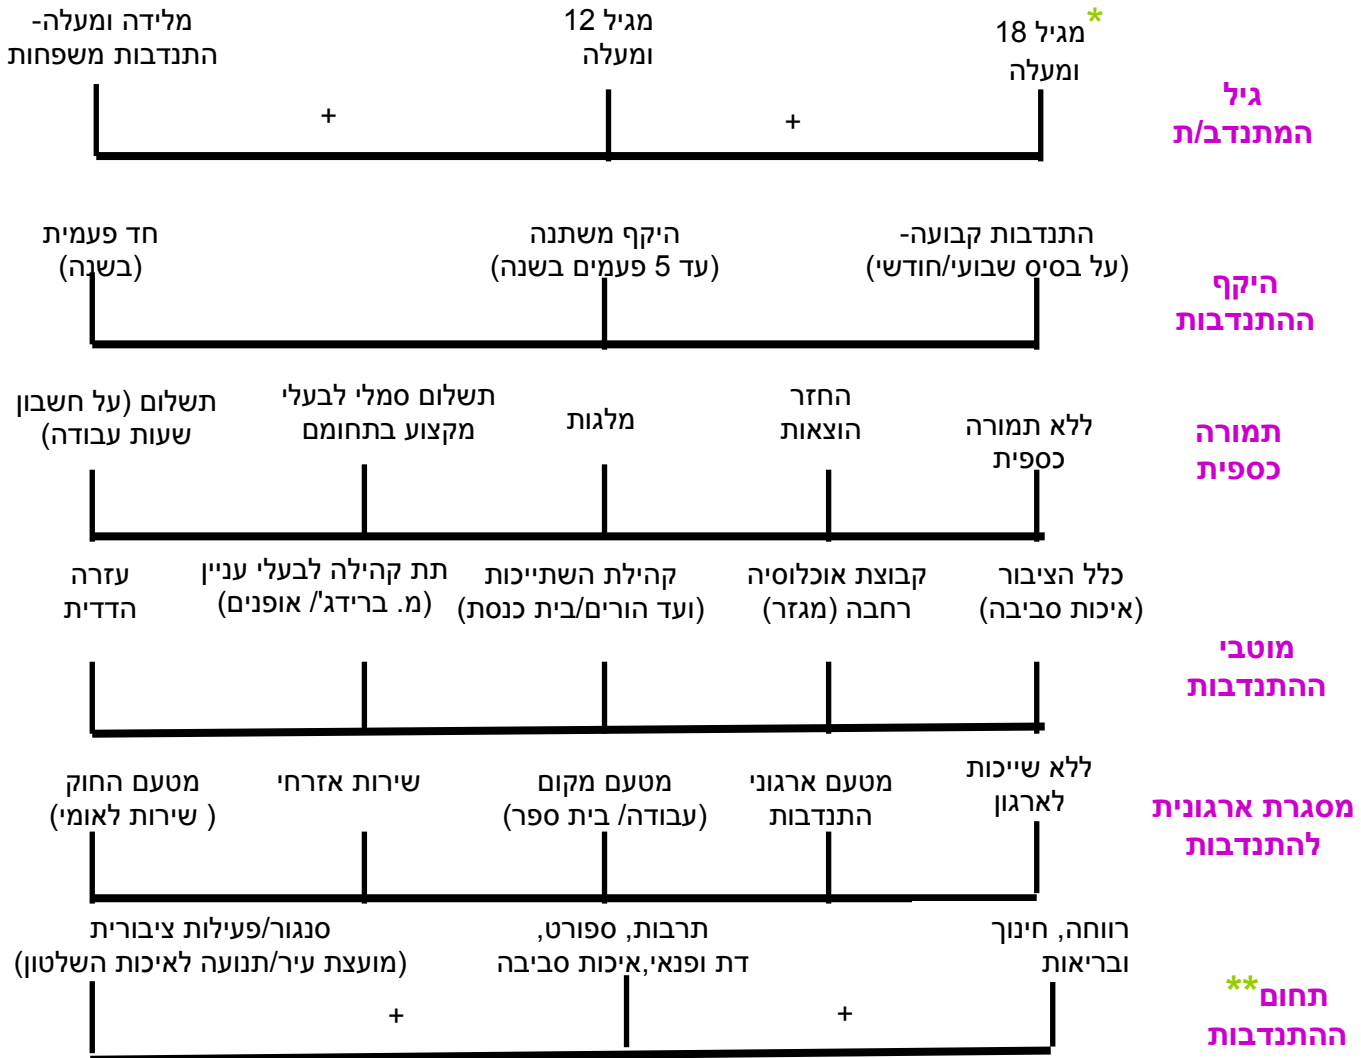 גיל
המתנדב/ת
*מגיל 18
ומעלה
מגיל 12
ומעלה
מלידה ומעלה-
התנדבות משפחות
+
+
היקף
ההתנדבות
התנדבות קבועה-
(על בסיס שבועי/חודשי)
היקף משתנה
(עד 5 פעמים בשנה)
חד פעמית
(בשנה)
תמורה
כספית
ללא תמורה
כספית
החזר
הוצאות
מלגות
תשלום סמלי לבעלי
מקצוע בתחומם
תשלום (על חשבון
שעות עבודה)
מוטבי
ההתנדבות
כלל הציבור
(איכות סביבה)
קבוצת אוכלוסיה
רחבה (מגזר)
קהילת השתייכות
(ועד הורים/בית כנסת)
תת קהילה לבעלי עניין
(מ. ברידג'/ אופנים)
עזרה
הדדית
מסגרת ארגונית
להתנדבות
ללא שייכות
לארגון
מטעם ארגוני
התנדבות
מטעם מקום
(עבודה/ בית ספר)
שירות אזרחי
מטעם החוק
( שירות לאומי)
תחום**
ההתנדבות
רווחה, חינוך
ובריאות
תרבות, ספורט,
דת ופנאי,איכות סביבה
סנגור/פעילות ציבורית
(מועצת עיר/תנועה לאיכות השלטון)
+
+